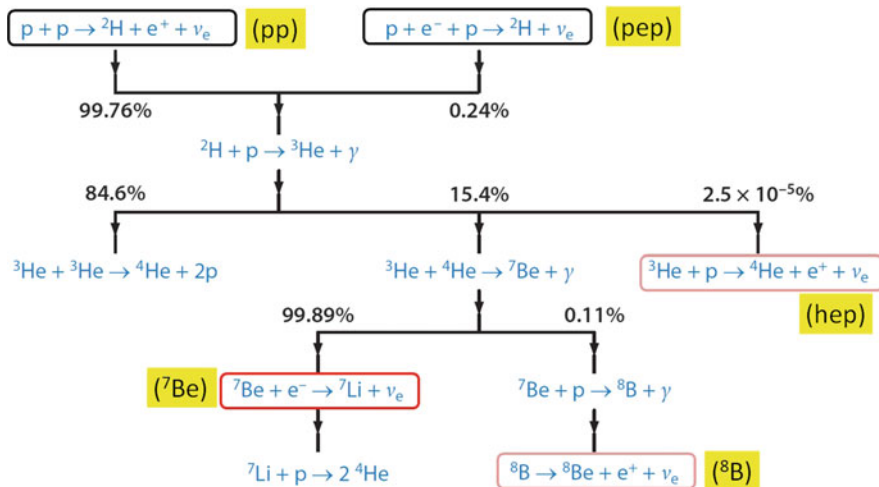 p + p → ²H + e⁺ + νₑ (pp) p + e⁻ + p → ²H + νₑ (pep)
99.76% 0.24%
²H + p → ³He + γ
84.6% 15.4% 2.5 × 10⁻⁵%
³He + ³He → ⁴He + 2p ³He + ⁴He → ⁷Be + γ ³He + p → ⁴He + e⁺ + νₑ
(hep)
99.89% 0.11%
(⁷Be) ⁷Be + e⁻ → ⁷Li + νₑ ⁷Be + p → ⁸B + γ
⁷Li + p → 2 ⁴He ⁸B → ⁸Be + e⁺ + νₑ (⁸B)